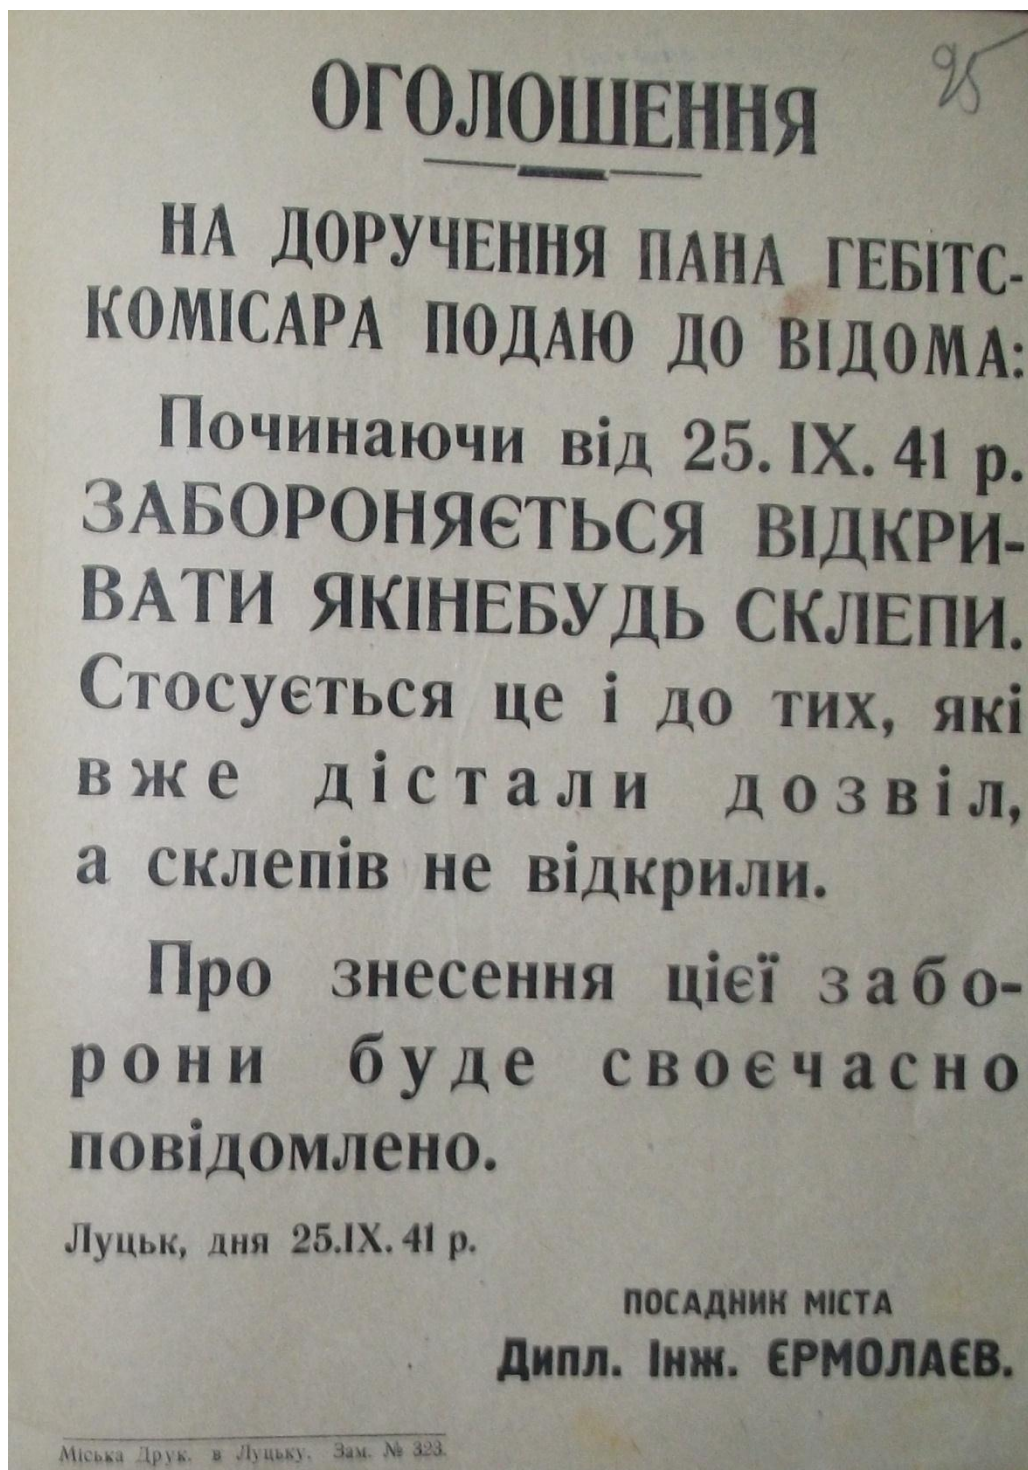 95
ОГОЛОШЕННЯ
НА ДОРУЧЕННЯ ПАНА ГЕБІТС-
КОМІСАРА ПОДАЮ ДО ВІДОМА:
Починаючи від 25. IX. 41 р.
ЗАБОРОНЯЄТЬСЯ ВІДКРИ-
ВАТИ ЯКІНЕБУДЬ СКЛЕПИ.
Стосується це і до тих, які
вже дістали дозвіл,
а склепів не відкрили.
Про знесення цієї забо-
рони буде своєчасно
повідомлено.
Луцьк, дня 25.IX. 41 р.
ПОСАДНИК МІСТА
Дипл. Інж. ЄРМОЛАЄВ.
Міська Друк. в Луцьку. Зам. № 323.